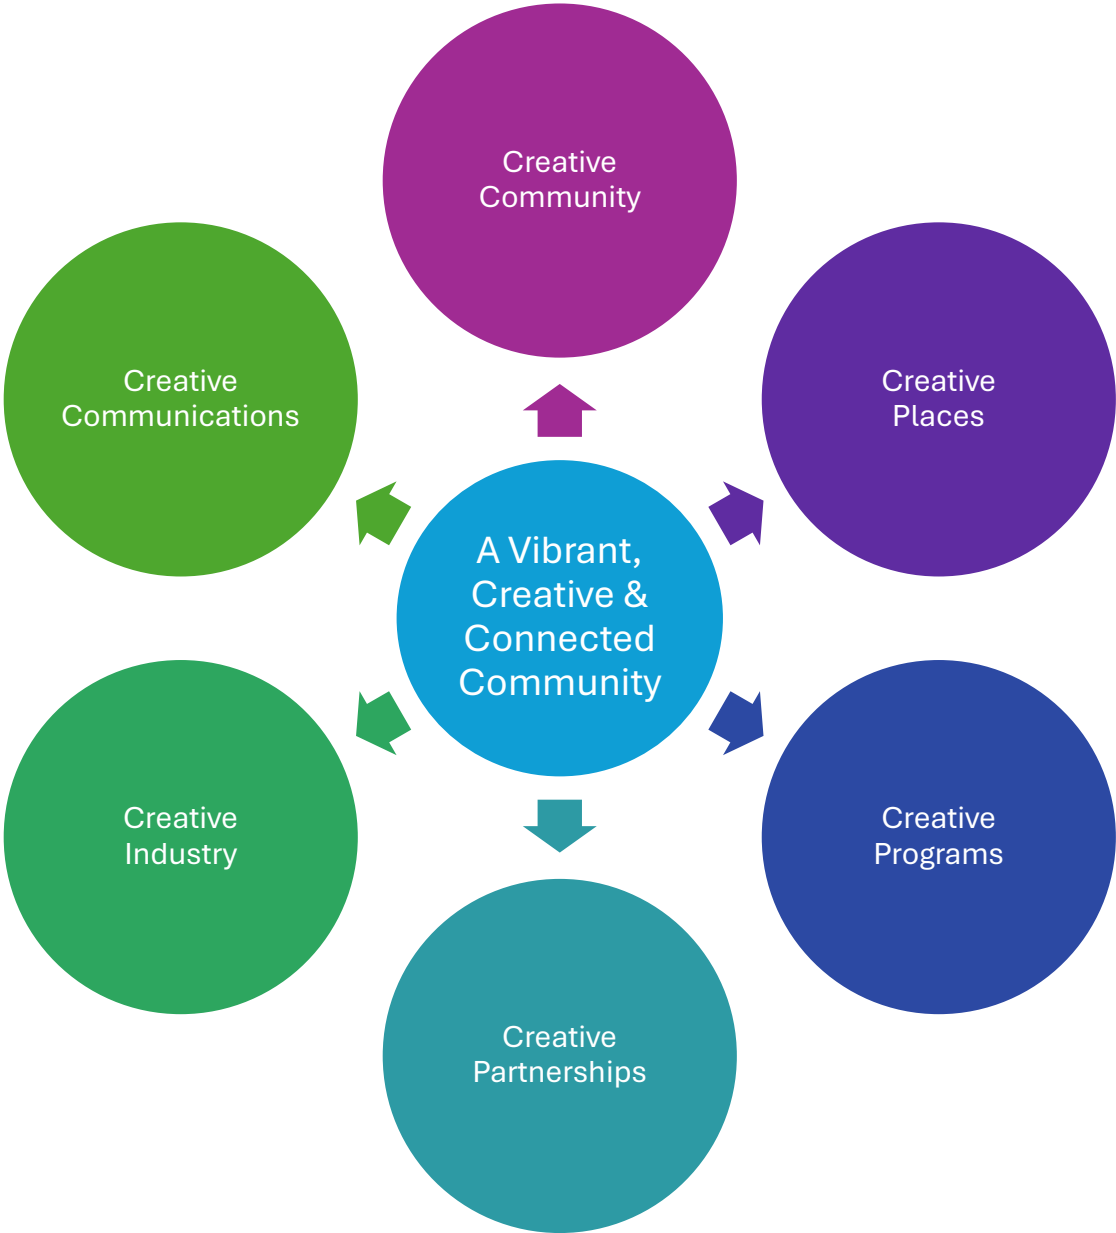 Creative
Community
Creative
Communications
Creative
Places
A Vibrant,
Creative &
Connected
Community
Creative
Industry
Creative
Programs
Creative
Partnerships